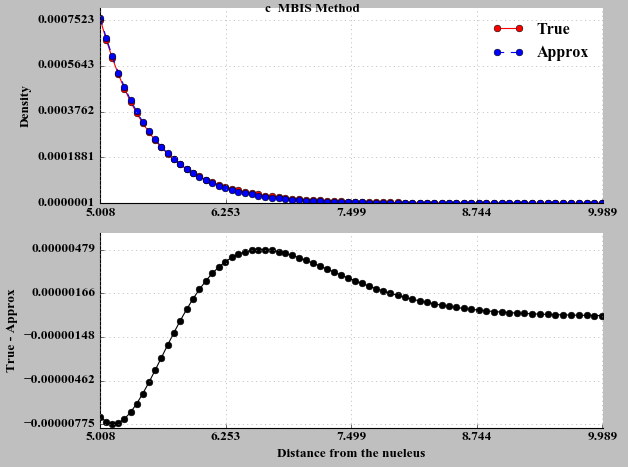 c MBIS Method
0.0007523
0.0005643
0.0003762
0.0001881
0.0000001
Density
True
Approx
5.008 6.253 7.499 8.744 9.989
0.00000479
0.00000166
−0.00000148
−0.00000462
−0.00000775
True - Approx
5.008 6.253 7.499 8.744 9.989
Distance from the nueleus